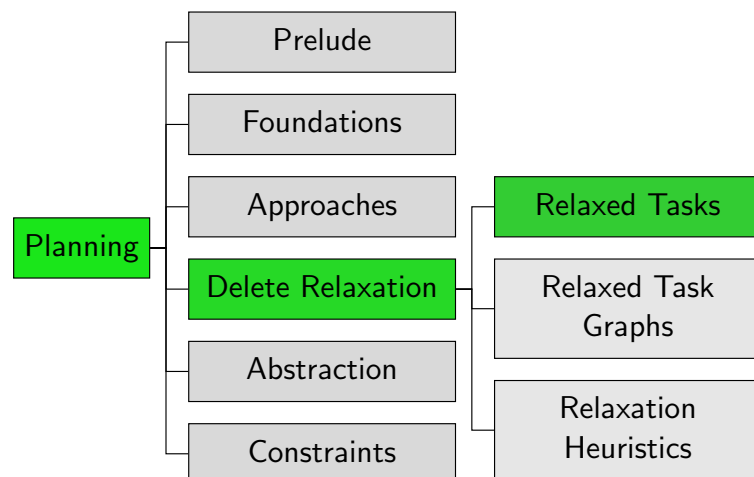 Planning
Prelude
Foundations
Approaches
Delete Relaxation
Abstraction
Constraints
Relaxed Tasks
Relaxed Task
Graphs
Relaxation
Heuristics